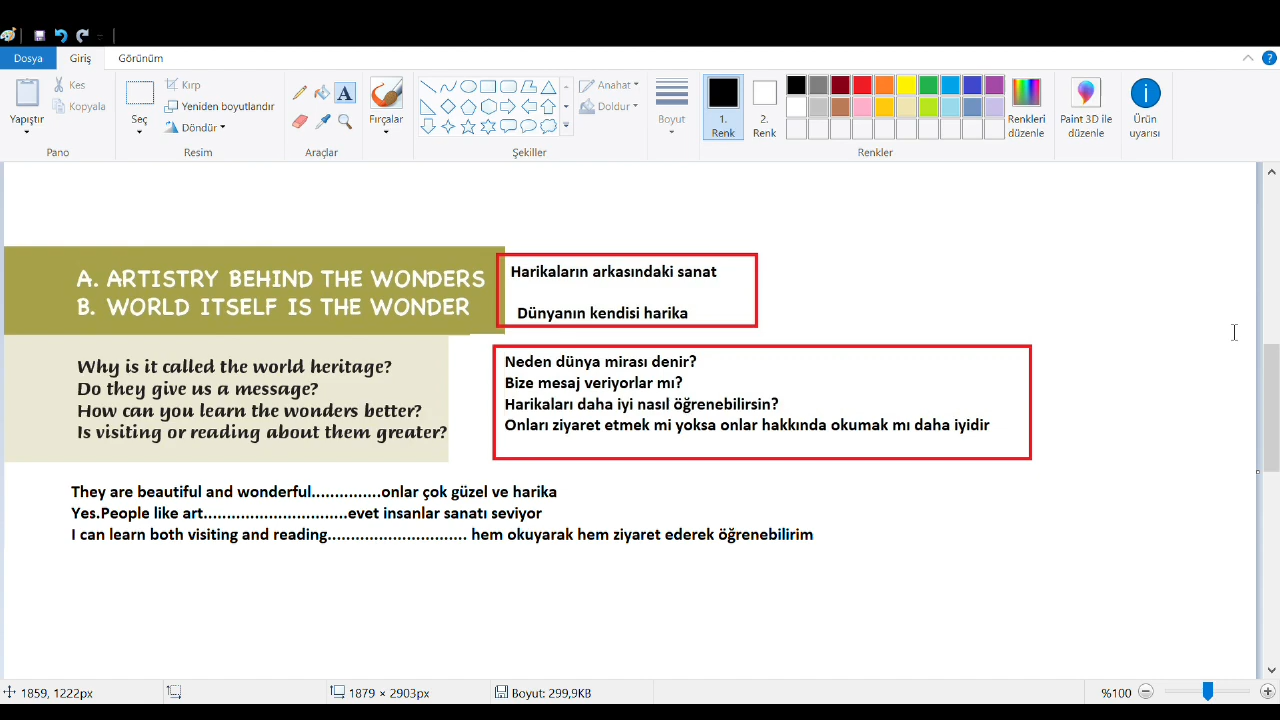 Dosya Giriş Görünüm
Yapıştır
Kes
Kopyala
Pano
Seç
Kırp
Yeniden boyutlandır
Döndür
Resim
A
Araçlar
Fırçalar
Anahat
Doldur
Şekiller
Boyut
1. Renk
2. Renk
Renkleri düzenle
Renkler
Paint 3D ile düzenle
Ürün uyarısı
A. ARTISTRY BEHIND THE WONDERS
B. WORLD ITSELF IS THE WONDER
Harikaların arkasındaki sanat
Dünyanın kendisi harika
Why is it called the world heritage?
Do they give us a message?
How can you learn the wonders better?
Is visiting or reading about them greater?
Neden dünya mirası denir?
Bize mesaj veriyorlar mı?
Harikaları daha iyi nasıl öğrenebilirsin?
Onları ziyaret etmek mi yoksa onlar hakkında okumak mı daha iyidir
They are beautiful and wonderful...............onlar çok güzel ve harika
Yes.People like art...............................evet insanlar sanatı seviyor
I can learn both visiting and reading.............................. hem okuyarak hem ziyaret ederek öğrenebilirim
1859, 1222px
1879 × 2903px
Boyut: 299,9KB
%100